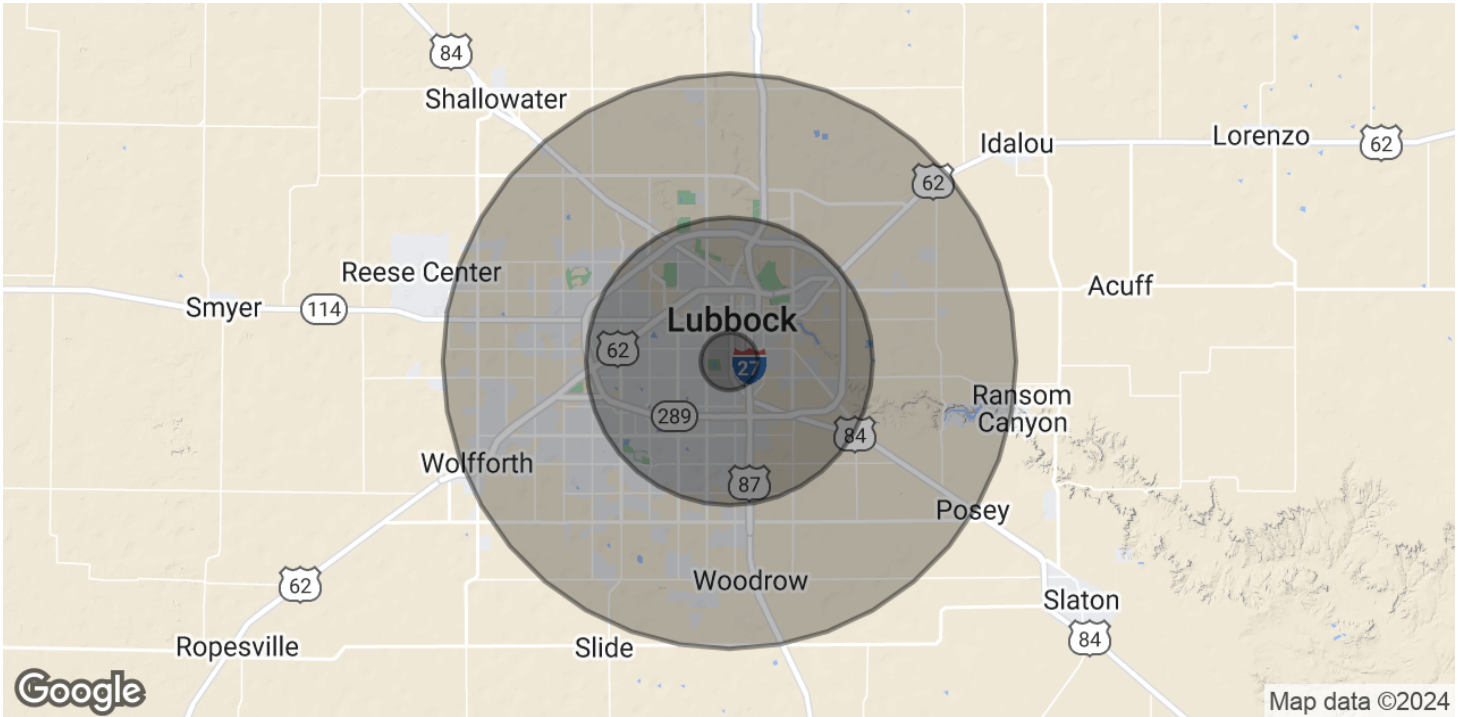 84
Shallowater
Idalou
Lorenzo
62
62
Reese Center
Acuff
Smyer
114
Lubbock
62
27
Ransom
Canyon
289
84
Wolfforth
87
Posey
Woodrow
62
Slaton
Ropesville
Slide
84
Google
Map data ©2024